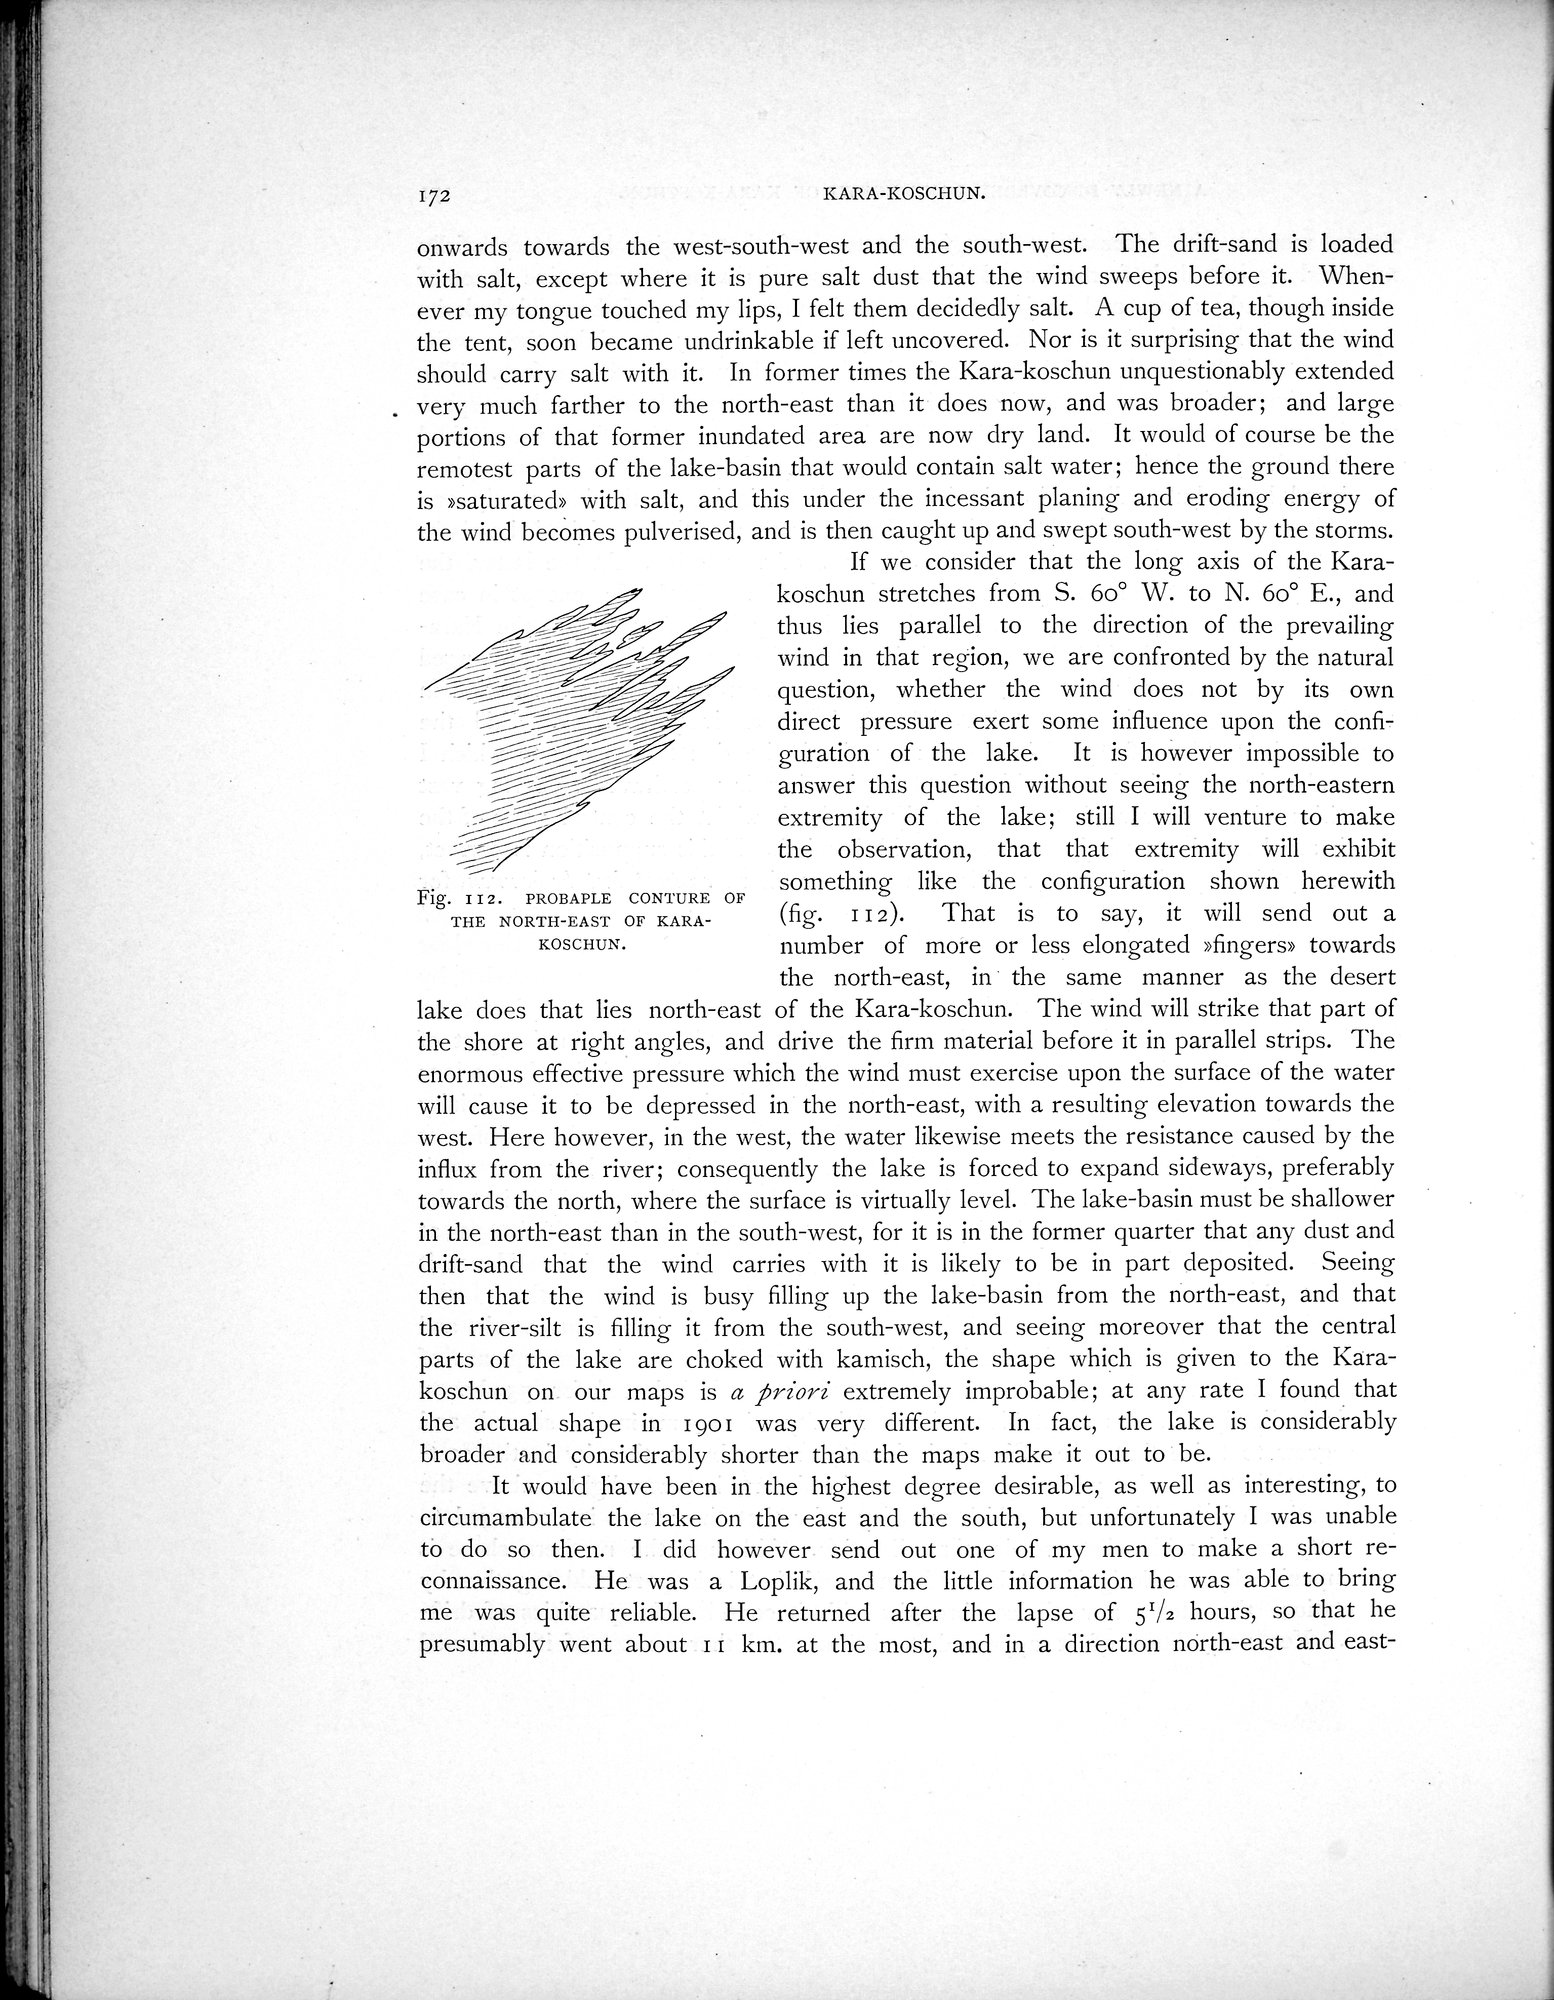 172
KARA-KOSCHUN.
onwards towards the west-south-west and the south-west. The drift-sand is loaded
with salt, except where it is pure salt dust that the wind sweeps before it. When-
ever my tongue touched my lips, I felt them decidedly salt. A cup of tea, though inside
the tent, soon became undrinkable if left uncovered. Nor is it surprising that the wind
should carry salt with it. In former times the Kara-koschun unquestionably extended
very much farther to the north-east than it does now, and was broader; and large
portions of that former inundated area are now dry land. It would of course be the
remotest parts of the lake-basin that would contain salt water; hence the ground there
is »saturated» with salt, and this under the incessant planing and eroding energy of
the wind becomes pulverised, and is then caught up and swept south-west by the storms.
If we consider that the long axis of the Kara-
koschun stretches from S. 60° W. to N. 60° E., and
thus lies parallel to the direction of the prevailing
wind in that region, we are confronted by the natural
question, whether the wind does not by its own
direct pressure exert some influence upon the confi-
guration of the lake. It is however impossible to
answer this question without seeing the north-eastern
extremity of the lake; still I will venture to make
the observation, that that extremity will exhibit
something like the configuration shown herewith
(fig. 112). That is to say, it will send out a
number of more or less elongated »fingers» towards
the north-east, in the same manner as the desert
Fig. 112. PROBAPLE CONTURE OF
THE NORTH-EAST OF KARA-
KOSCHUN.
lake does that lies north-east of the Kara-koschun. The wind will strike that part of
the shore at right angles, and drive the firm material before it in parallel strips. The
enormous effective pressure which the wind must exercise upon the surface of the water
will cause it to be depressed in the north-east, with a resulting elevation towards the
west. Here however, in the west, the water likewise meets the resistance caused by the
influx from the river; consequently the lake is forced to expand sideways, preferably
towards the north, where the surface is virtually level. The lake-basin must be shallower
in the north-east than in the south-west, for it is in the former quarter that any dust and
drift-sand that the wind carries with it is likely to be in part deposited. Seeing
then that the wind is busy filling up the lake-basin from the north-east, and that
the river-silt is filling it from the south-west, and seeing moreover that the central
parts of the lake are choked with kamisch, the shape which is given to the Kara-
koschun on our maps is a priori extremely improbable; at any rate I found that
the actual shape in 1901 was very different. In fact, the lake is considerably
broader and considerably shorter than the maps make it out to be.
It would have been in the highest degree desirable, as well as interesting, to
circumambulate the lake on the east and the south, but unfortunately I was unable
to do so then. I did however send out one of my men to make a short re-
connaissance. He was a Loplik, and the little information he was able to bring
me was quite reliable. He returned after the lapse of 5 1/2 hours, so that he
presumably went about 11 km. at the most, and in a direction north-east and east-